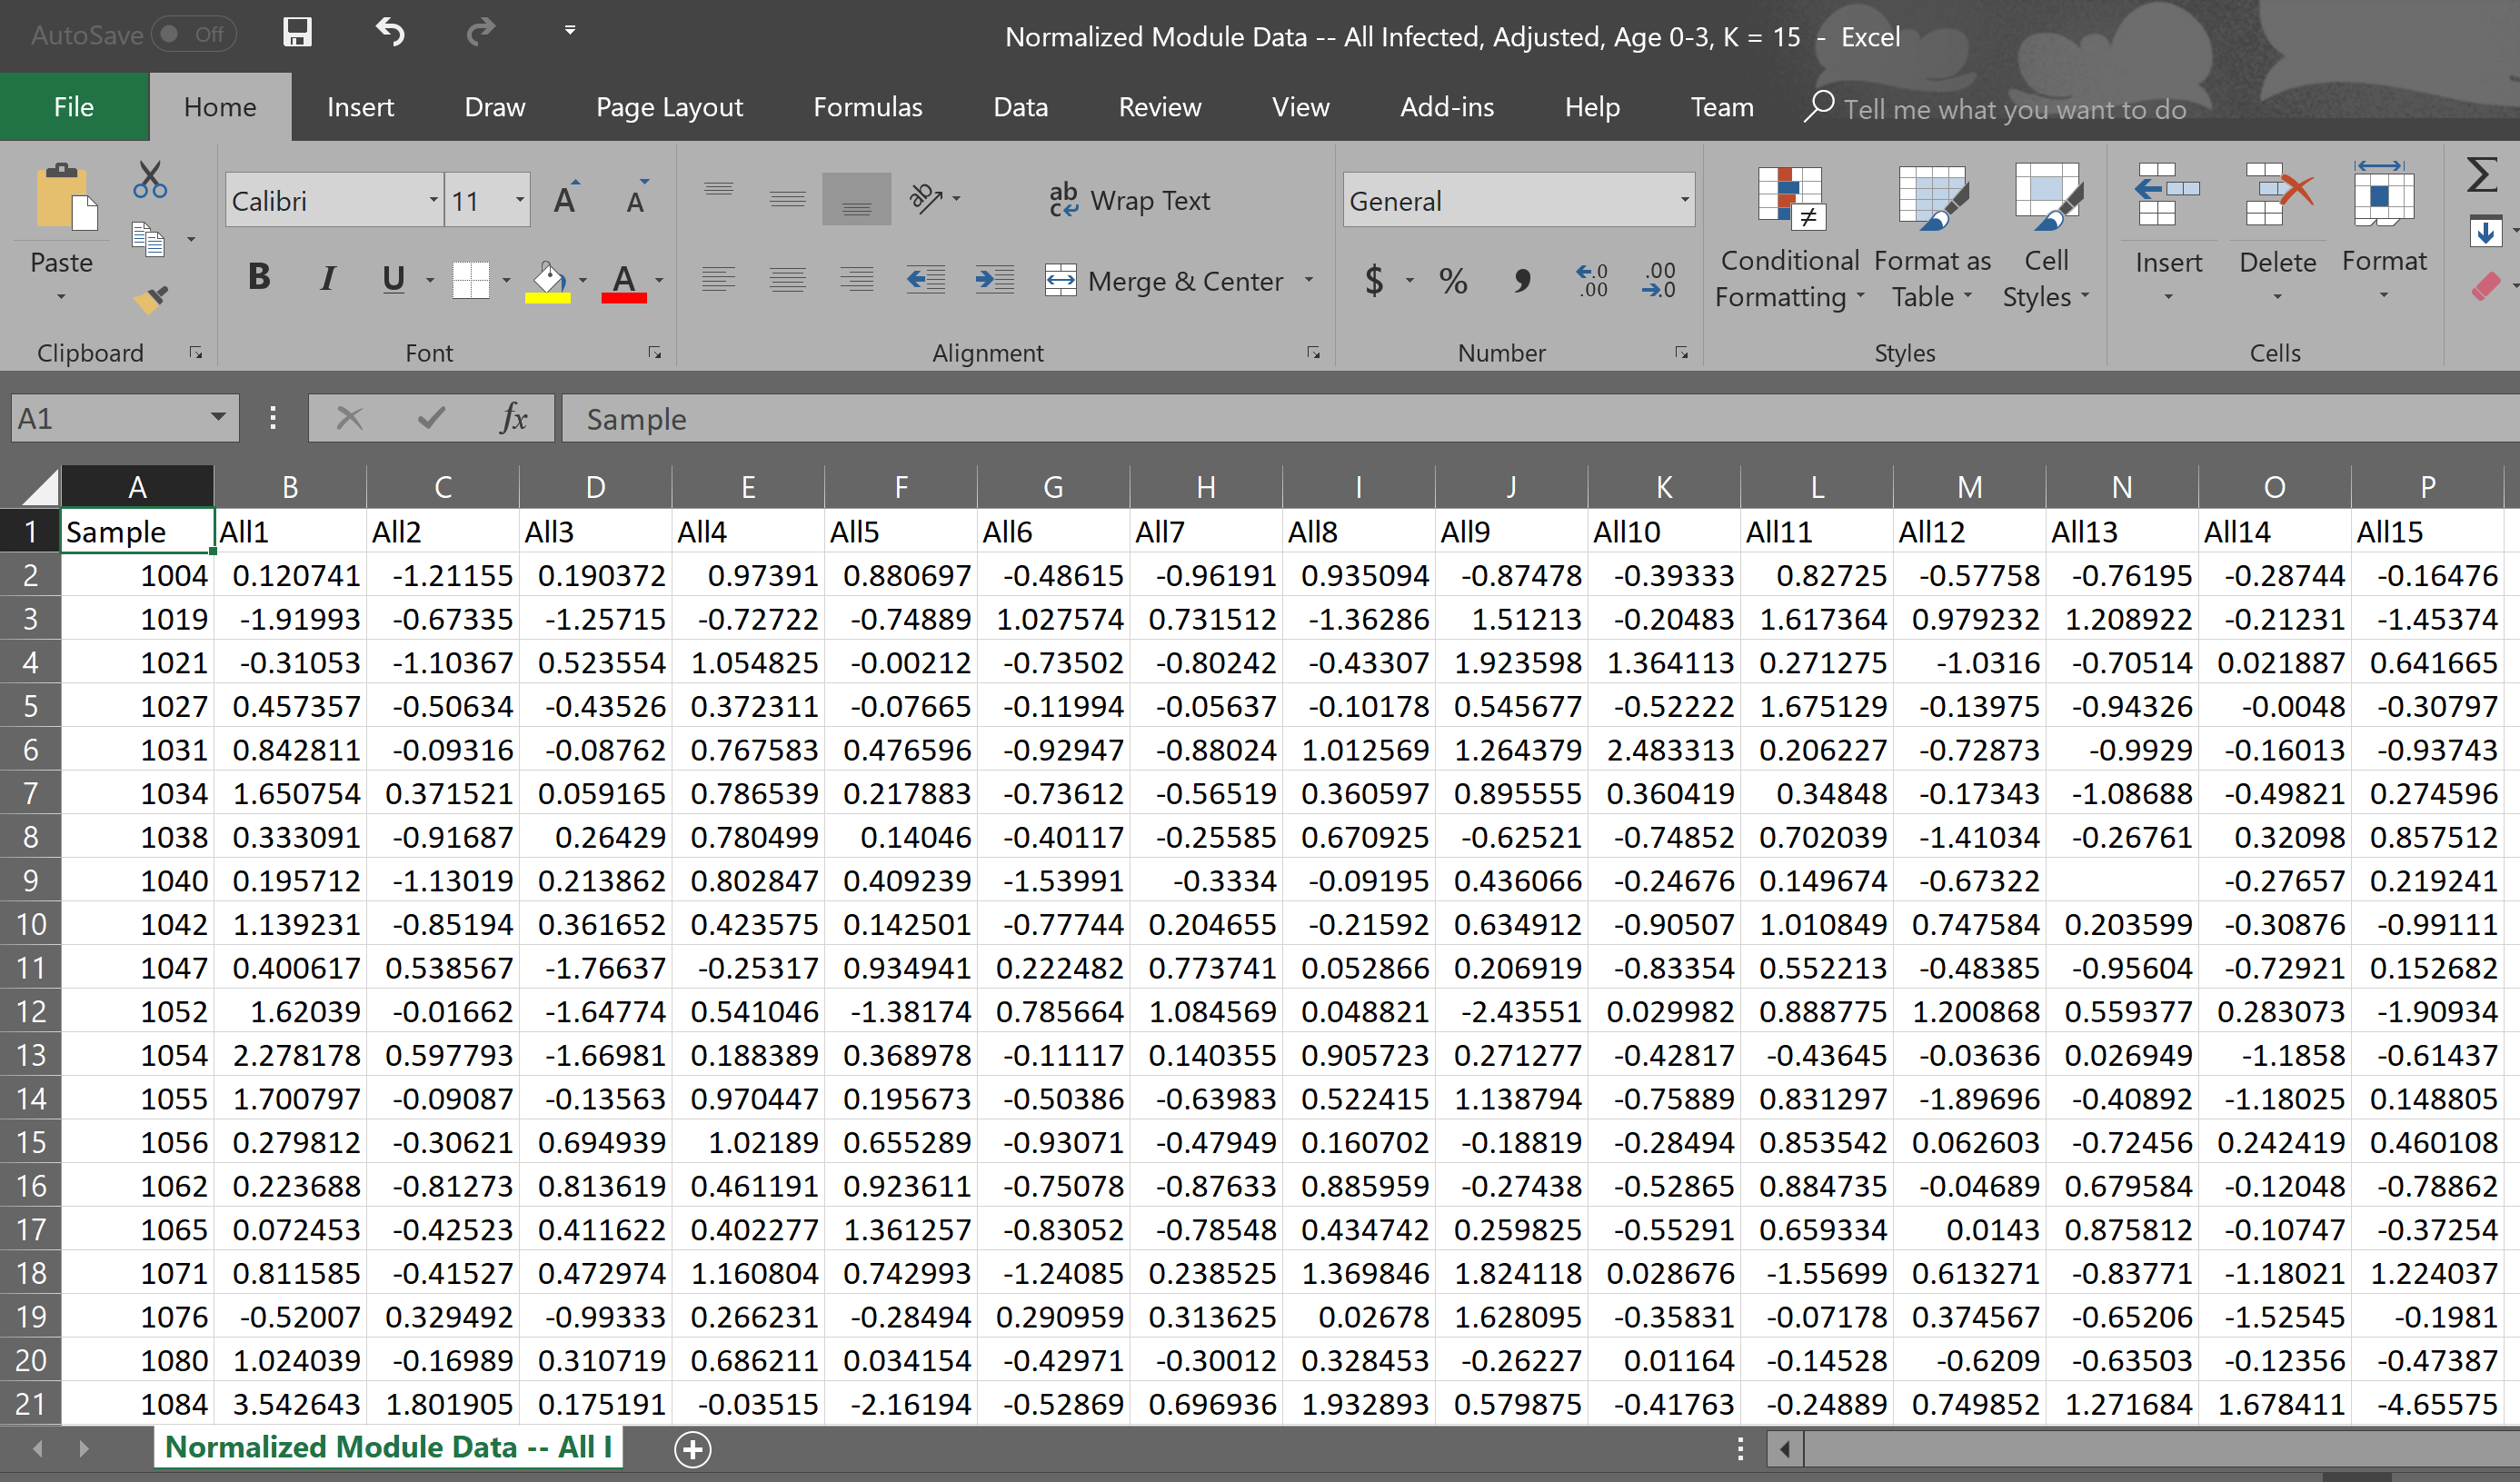 AutoSave Off Normalized Module Data -- All Infected, Adjusted, Age 0-3, K = 15 - Excel
File Home Insert Draw Page Layout Formulas Data Review View Add-ins Help Team Tell me what you want to do
Calibri 11 A A ab Wrap Text General
Paste B I U A Merge & Center $ % , Conditional Formatting Format as Table Cell Styles Insert Delete Format
Clipboard Font Alignment Number Styles Cells
A1 fx Sample
A B C D E F G H I J K L M N O P
1 Sample All1 All2 All3 All4 All5 All6 All7 All8 All9 All10 All11 All12 All13 All14 All15
2 1004 0.120741 -1.21155 0.190372 0.97391 0.880697 -0.48615 -0.96191 0.935094 -0.87478 -0.39333 0.82725 -0.57758 -0.76195 -0.28744 -0.16476
3 1019 -1.91993 -0.67335 -1.25715 -0.72722 -0.74889 1.027574 0.731512 -1.36286 1.51213 -0.20483 1.617364 0.979232 1.208922 -0.21231 -1.45374
4 1021 -0.31053 -1.10367 0.523554 1.054825 -0.00212 -0.73502 -0.80242 -0.43307 1.923598 1.364113 0.271275 -1.0316 -0.70514 0.021887 0.641665
5 1027 0.457357 -0.50634 -0.43526 0.372311 -0.07665 -0.11994 -0.05637 -0.10178 0.545677 -0.52222 1.675129 -0.13975 -0.94326 -0.0048 -0.30797
6 1031 0.842811 -0.09316 -0.08762 0.767583 0.476596 -0.92947 -0.88024 1.012569 1.264379 2.483313 0.206227 -0.72873 -0.9929 -0.16013 -0.93743
7 1034 1.650754 0.371521 0.059165 0.786539 0.217883 -0.73612 -0.56519 0.360597 0.895555 0.360419 0.34848 -0.17343 -1.08688 -0.49821 0.274596
8 1038 0.333091 -0.91687 0.26429 0.780499 0.14046 -0.40117 -0.25585 0.670925 -0.62521 -0.74852 0.702039 -1.41034 -0.26761 0.32098 0.857512
9 1040 0.195712 -1.13019 0.213862 0.802847 0.409239 -1.53991 -0.3334 -0.09195 0.436066 -0.24676 0.149674 -0.67322 -0.27657 0.219241
10 1042 1.139231 -0.85194 0.361652 0.423575 0.142501 -0.77744 0.204655 -0.21592 0.634912 -0.90507 1.010849 0.747584 0.203599 -0.30876 -0.99111
11 1047 0.400617 0.538567 -1.76637 -0.25317 0.934941 0.222482 0.773741 0.052866 0.206919 -0.83354 0.552213 -0.48385 -0.95604 -0.72921 0.152682
12 1052 1.62039 -0.01662 -1.64774 0.541046 -1.38174 0.785664 1.084569 0.048821 -2.43551 0.029982 0.888775 1.200868 0.559377 0.283073 -1.90934
13 1054 2.278178 0.597793 -1.66981 0.188389 0.368978 -0.11117 0.140355 0.905723 0.271277 -0.42817 -0.43645 -0.03636 0.026949 -1.1858 -0.61437
14 1055 1.700797 -0.09087 -0.13563 0.970447 0.195673 -0.50386 -0.63983 0.522415 1.138794 -0.75889 0.831297 -1.89696 -0.40892 -1.18025 0.148805
15 1056 0.279812 -0.30621 0.694939 1.02189 0.655289 -0.93071 -0.47949 0.160702 -0.18819 -0.28494 0.853542 0.062603 -0.72456 0.242419 0.460108
16 1062 0.223688 -0.81273 0.813619 0.461191 0.923611 -0.75078 -0.87633 0.885959 -0.27438 -0.52865 0.884735 -0.04689 0.679584 -0.12048 -0.78862
17 1065 0.072453 -0.42523 0.411622 0.402277 1.361257 -0.83052 -0.78548 0.434742 0.259825 -0.55291 0.659334 0.0143 0.875812 -0.10747 -0.37254
18 1071 0.811585 -0.41527 0.472974 1.160804 0.742993 -1.24085 0.238525 1.369846 1.824118 0.028676 -1.55699 0.613271 -0.83771 -1.18021 1.224037
19 1076 -0.52007 0.329492 -0.99333 0.266231 -0.28494 0.290959 0.313625 0.02678 1.628095 -0.35831 -0.07178 0.374567 -0.65206 -1.52545 -0.1981
20 1080 1.024039 -0.16989 0.310719 0.686211 0.034154 -0.42971 -0.30012 0.328453 -0.26227 0.01164 -0.14528 -0.6209 -0.63503 -0.12356 -0.47387
21 1084 3.542643 1.801905 0.175191 -0.03515 -2.16194 -0.52869 0.696936 1.932893 0.579875 -0.41763 -0.24889 0.749852 1.271684 1.678411 -4.65575
Normalized Module Data -- All I